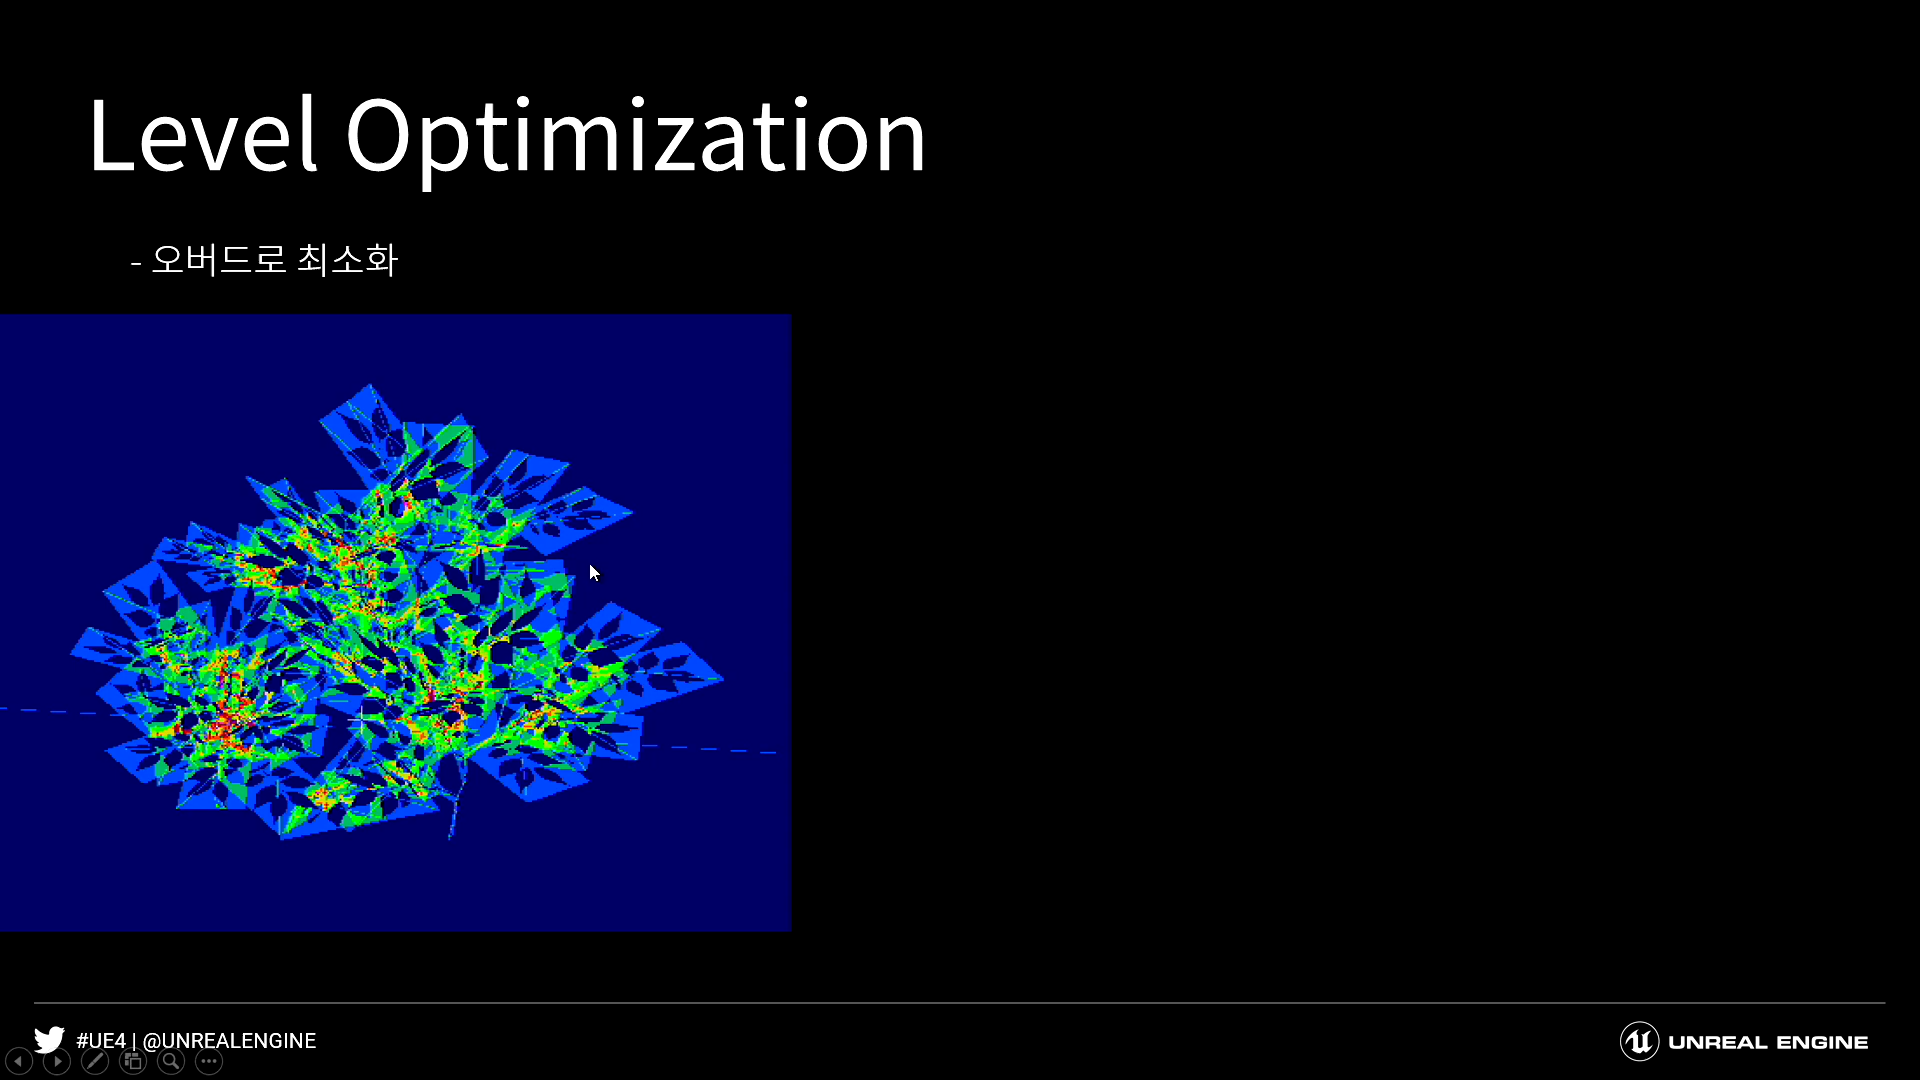 Level Optimization
- 오버드로 최소화
#UE4 | @UNREALENGINE
UNREAL ENGINE